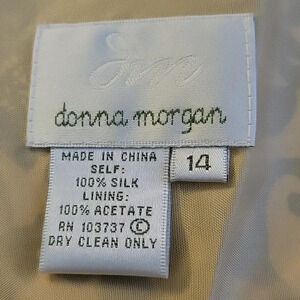 dm
donna morgan
MADE IN CHINA
14
SELF:
100% SILK
LINING:
100% ACETATE
RN 103737 Ⓒ
DRY CLEAN ONLY